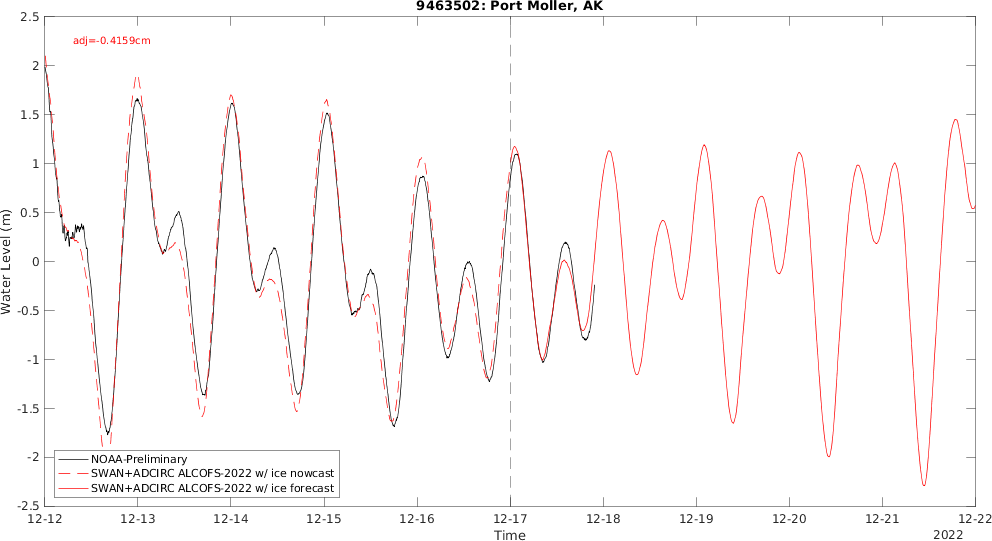 9463502: Port Moller, AK
adj=-0.4159cm
Water Level (m)
2.5
2
1.5
1
0.5
0
-0.5
-1
-1.5
-2
-2.5
NOAA-Preliminary
SWAN+ADCIRC ALCOFS-2022 w/ ice nowcast
SWAN+ADCIRC ALCOFS-2022 w/ ice forecast
12-12 12-13 12-14 12-15 12-16 12-17 12-18 12-19 12-20 12-21 12-22
Time
2022